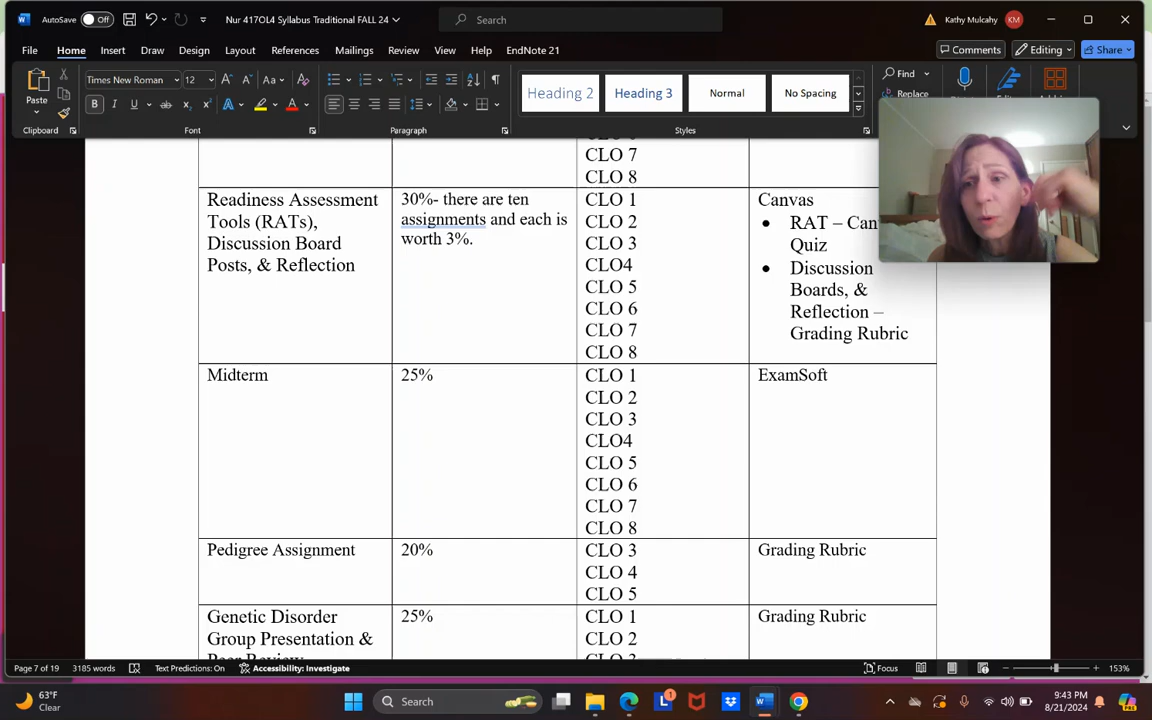 AutoSave Off Nur 417OL4 Syllabus Traditional FALL 24 Search Kathy Mulcahy KM
File Home Insert Draw Design Layout References Mailings Review View Help EndNote 21 Comments Editing Share
Paste Times New Roman 12 Aa Heading 2 Heading 3 Normal No Spacing Find
Replace
B I U ab x2 x2 A A
Clipboard Font Paragraph Styles
CLO 7
CLO 8
Readiness Assessment
Tools (RATs),
Discussion Board
Posts, & Reflection
30%- there are ten
assignments and each is
worth 3%.
CLO 1
CLO 2
CLO 3
CLO4
CLO 5
CLO 6
CLO 7
CLO 8
Canvas
• RAT –
Quiz
• Discussion
Boards, &
Reflection –
Grading Rubric
Midterm
25%
CLO 1
CLO 2
CLO 3
CLO4
CLO 5
CLO 6
CLO 7
CLO 8
ExamSoft
Pedigree Assignment
20%
CLO 3
CLO 4
CLO 5
Grading Rubric
Genetic Disorder
Group Presentation &
25%
CLO 1
CLO 2
Grading Rubric
Page 7 of 19 3185 words Text Predictions: On Accessibility: Investigate Focus 153%
63°F
Clear
Search
1
9:43 PM
8/21/2024